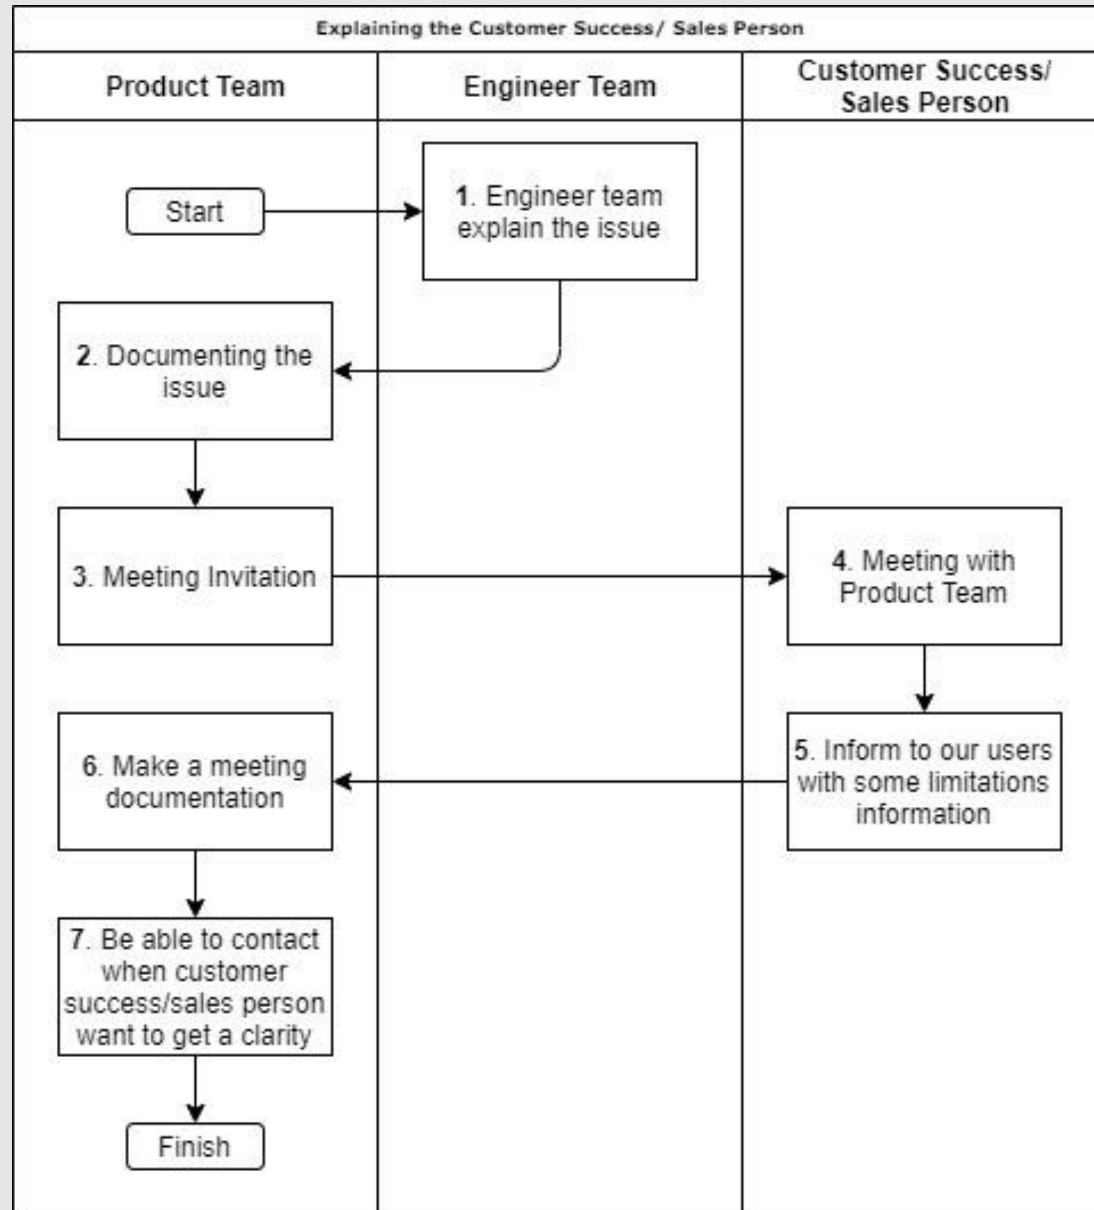 Explaining the Customer Success/ Sales Person
Product Team
Engineer Team
Customer Success/
Sales Person
Start
1. Engineer team
explain the issue
2. Documenting the
issue
3. Meeting Invitation
4. Meeting with
Product Team
5. Inform to our users
with some limitations
information
6. Make a meeting
documentation
7. Be able to contact
when customer
success/sales person
want to get a clarity
Finish